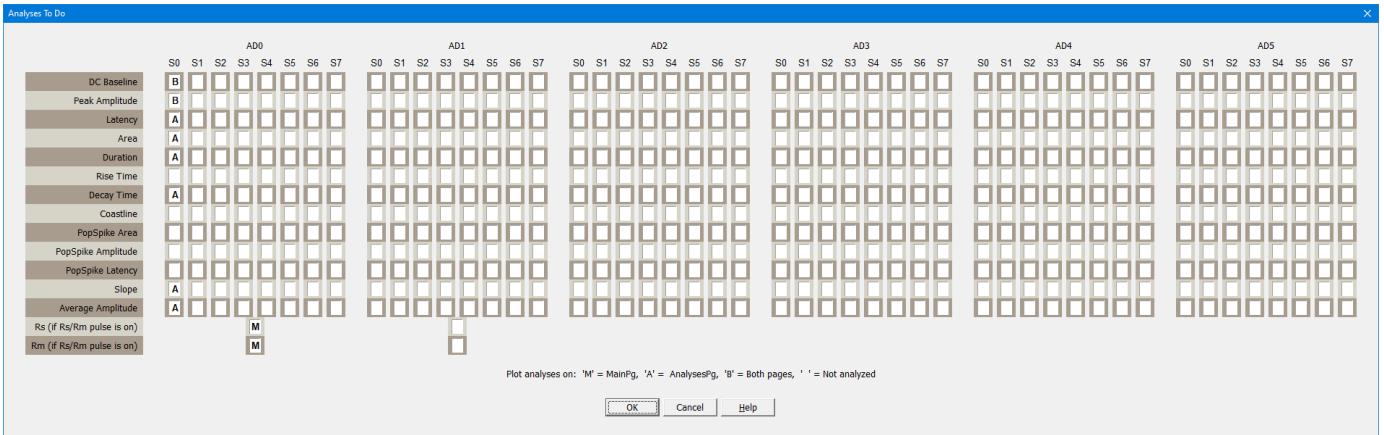 Analyses To Do
AD0 AD1 AD2 AD3 AD4 AD5
S0 S1 S2 S3 S4 S5 S6 S7 S0 S1 S2 S3 S4 S5 S6 S7 S0 S1 S2 S3 S4 S5 S6 S7 S0 S1 S2 S3 S4 S5 S6 S7 S0 S1 S2 S3 S4 S5 S6 S7 S0 S1 S2 S3 S4 S5 S6 S7
DC Baseline B
Peak Amplitude B
Latency A
Area A
Duration A
Rise Time
Decay Time A
Coastline
PopSpike Area
PopSpike Amplitude
PopSpike Latency
Slope A
Average Amplitude A
Rs (if Rs/Rm pulse is on) M
Rm (if Rs/Rm pulse is on) M
Plot analyses on: 'M' = MainPg, 'A' = AnalysesPg, 'B' = Both pages, ' ' = Not analyzed
OK Cancel Help